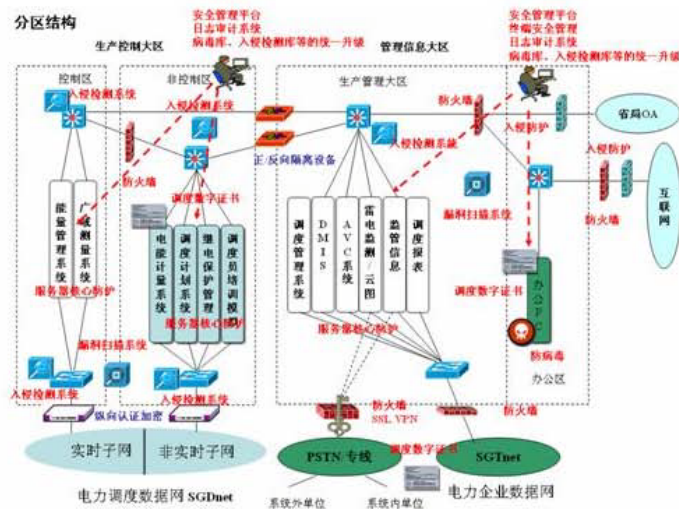 分区结构
安全管理平台
日志审计系统
病毒库、入侵检测库等的统一升级
安全管理平台
终端安全管理
日志审计系统
病毒库、入侵检测库等的统一升级
生产控制大区
管理信息大区
控制区
非控制区
生产管理大区
入侵检测系统
入侵检测系统
防火墙
入侵防护
省局OA
入侵检测系统
正/反向隔离设备
防火墙
入侵防护
防火墙
互联网
调度数字证书
漏洞扫描系统
能量管理系统
广域测量系统
电能计量系统
调度计划系统
继电保护管理
调度员培训模拟
调度管理系统
DMIS
AVC系统
雷电监测/云图
监管信息
调度报表
调度数字证书
办公PC
服务器核心防护
服务器核心防护
服务器核心防护
漏洞扫描系统
防病毒
办公区
入侵检测系统
入侵检测系统
纵向认证加密
防火墙
SSL VPN
防火墙
实时子网
非实时子网
调度数字证书
PSTN/专线
SGTnet
电力调度数据网 SGDnet
系统外单位
系统内单位
电力企业数据网